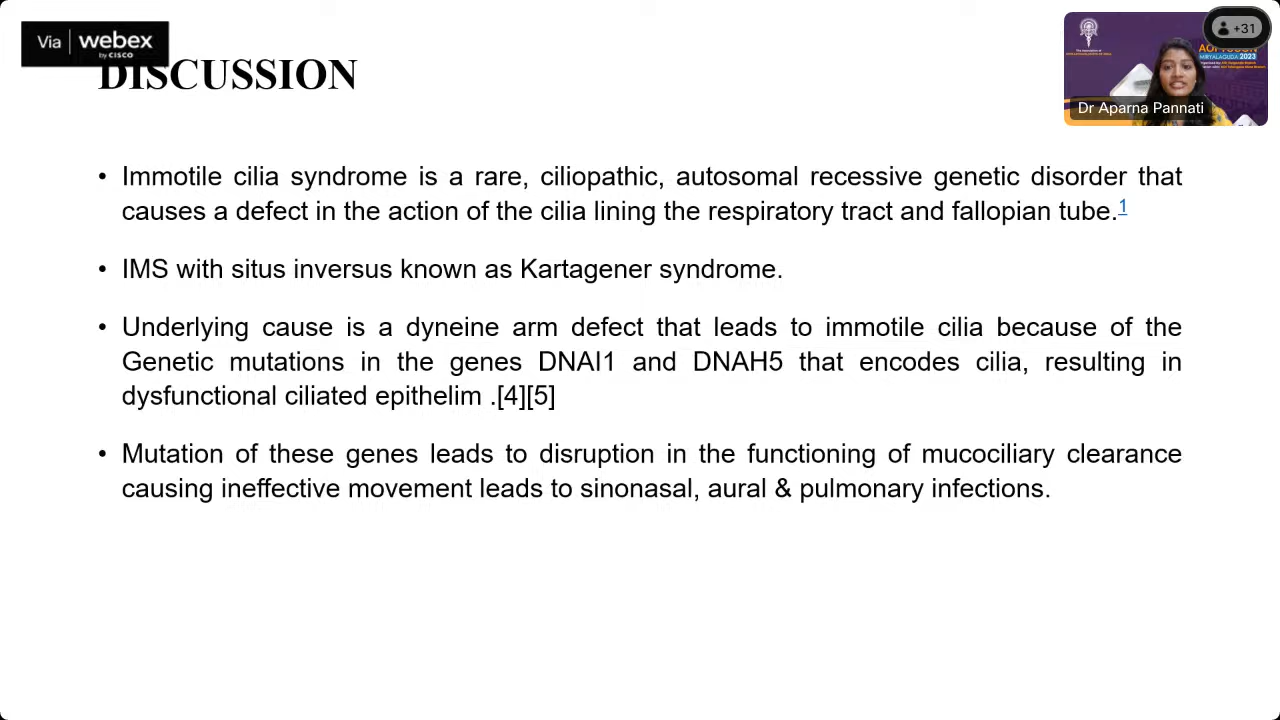 Via webex
by CISCO
DISCUSSION
+31
MIRYALAGUDA 2023
Dr Aparna Pannati
• Immotile cilia syndrome is a rare, ciliopathic, autosomal recessive genetic disorder that
causes a defect in the action of the cilia lining the respiratory tract and fallopian tube.1
• IMS with situs inversus known as Kartagener syndrome.
• Underlying cause is a dyneine arm defect that leads to immotile cilia because of the
Genetic mutations in the genes DNAI1 and DNAH5 that encodes cilia, resulting in
dysfunctional ciliated epithelim .[4][5]
• Mutation of these genes leads to disruption in the functioning of mucociliary clearance
causing ineffective movement leads to sinonasal, aural & pulmonary infections.